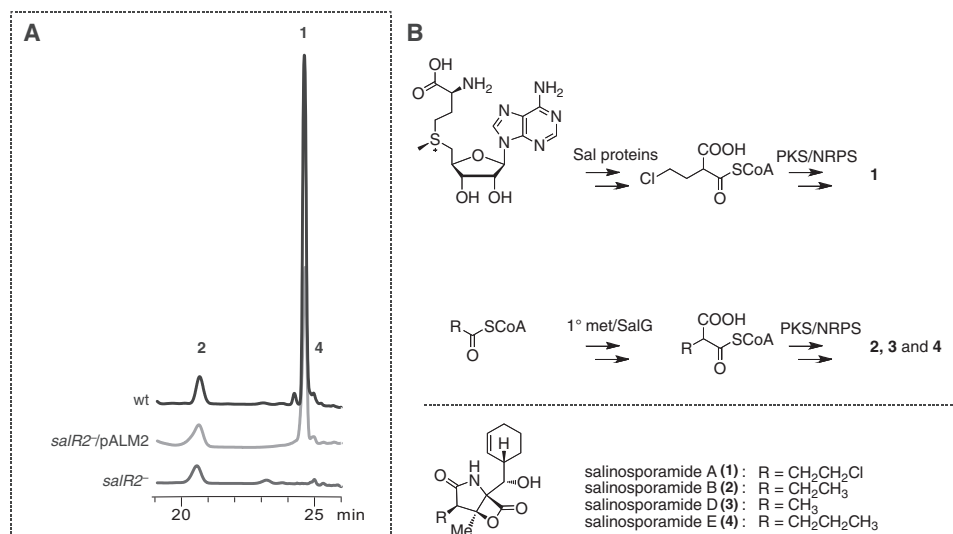 A
1
2
4
wt
salR2⁻/pALM2
salR2⁻
20
25
min
B
OH
O
NH₂
S
+
NH₂
N
N
N
N
O
OH OH
Sal proteins
COOH
Cl
SCoA
O
PKS/NRPS
1
R
SCoA
O
1° met/SalG
COOH
R
SCoA
O
PKS/NRPS
2, 3 and 4
H
H
N
OH
O
O
R
Me
O
salinosporamide A (1) : R = CH₂CH₂Cl
salinosporamide B (2) : R = CH₂CH₃
salinosporamide D (3) : R = CH₃
salinosporamide E (4) : R = CH₂CH₂CH₃